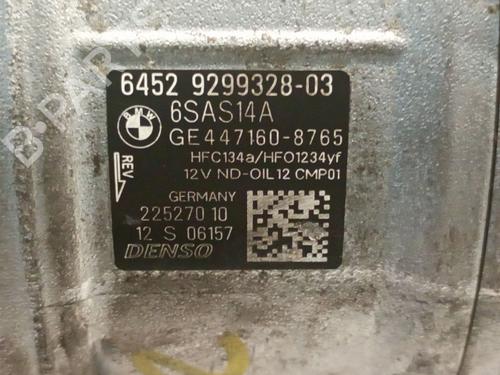 6452 9299328-03
BMW
6SAS14A
GE447160-8765
HFC134a/HFO1234yf
12V ND-OIL12 CMP01
REV
GERMANY
225270 10
12 S 06157
DENSO
B-PARTS